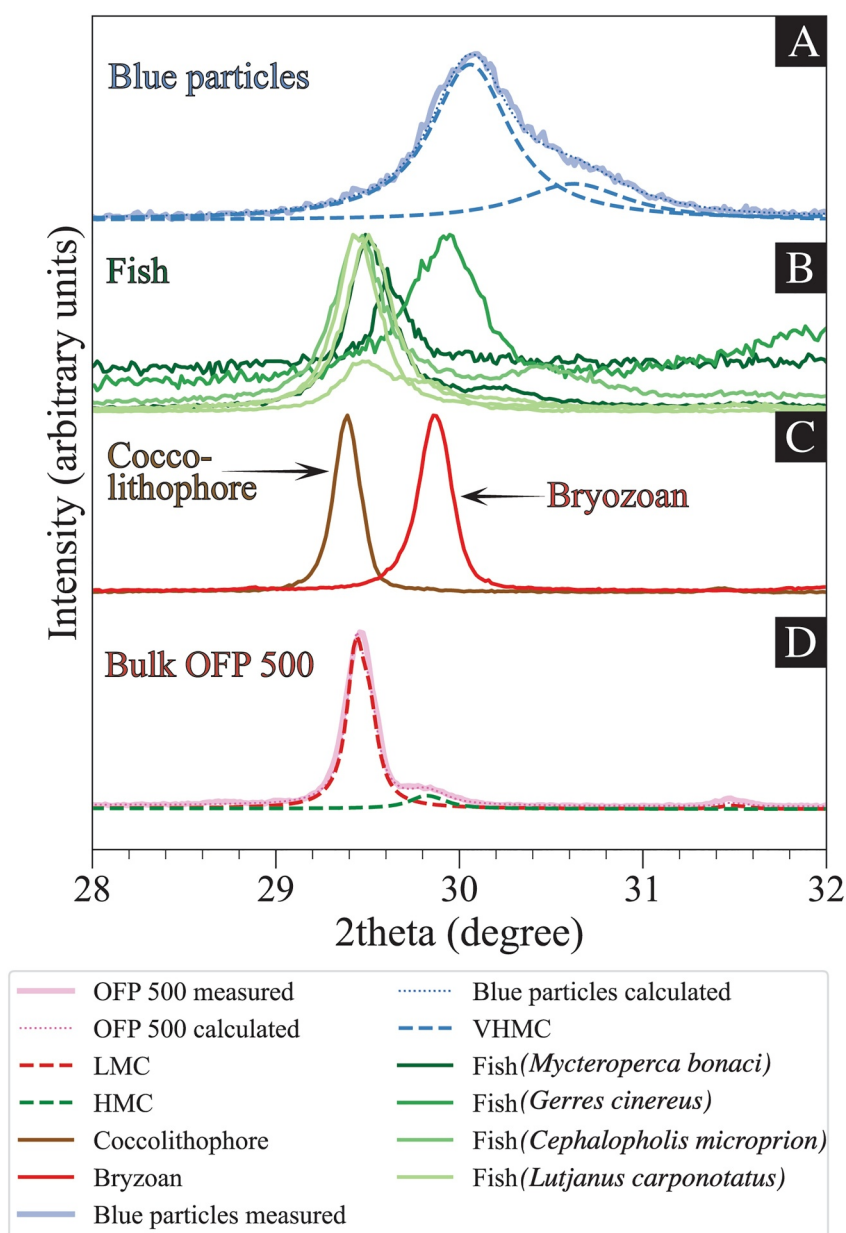 A
Blue particles
B
Fish
C
Cocco-
lithophore
Bryozoan
D
Bulk OFP 500
Intensity (arbitrary units)
28 29 30 31 32
2theta (degree)
OFP 500 measured
OFP 500 calculated
LMC
HMC
Coccolithophore
Bryzoan
Blue particles measured
Blue particles calculated
VHMC
Fish(Mycteroperca bonaci)
Fish(Gerres cinereus)
Fish(Cephalopholis microprion)
Fish(Lutjanus carponotatus)